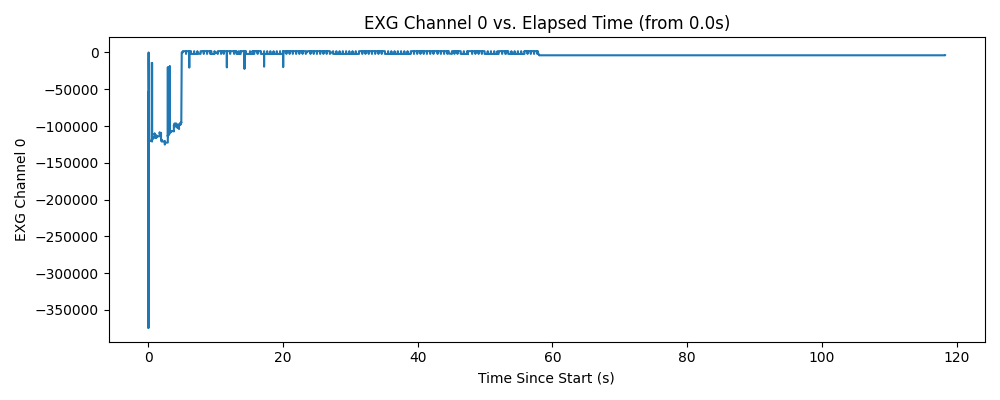 EXG Channel 0 vs. Elapsed Time (from 0.0s)
EXG Channel 0
0
−50000
−100000
−150000
−200000
−250000
−300000
−350000
0 20 40 60 80 100 120
Time Since Start (s)